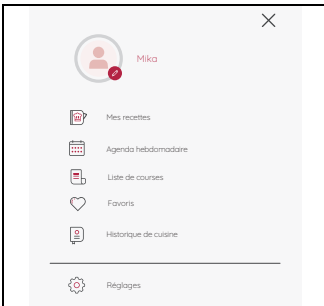 Mika
Mes recettes
Agenda hebdomadaire
Liste de courses
Favoris
Historique de cuisine
Réglages